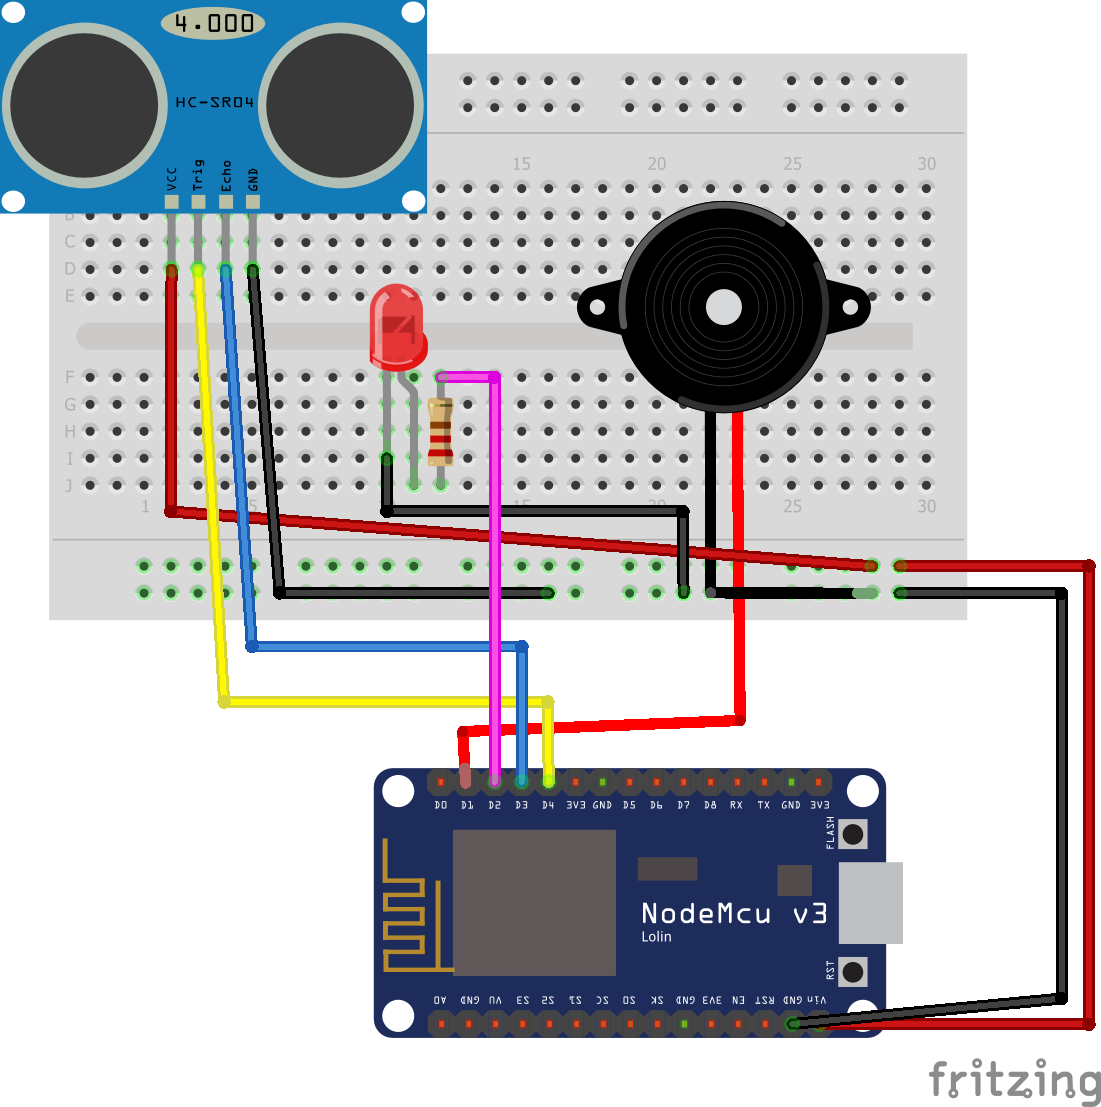 4.000
HC-SR04
VCC Trig Echo GND
15 20 25 30
B
C
D
E
F
G
H
I
J
1 5 15 20 25 30
D0 D1 D2 D3 D4 3V3 GND D5 D6 D7 D8 RX TX GND 3V3
FLASH
NodeMcu v3
Lolin
RST
A0 GND VU S3 S2 S1 SC S0 SK GND 3V3 EN RST GND Vin
fritzing